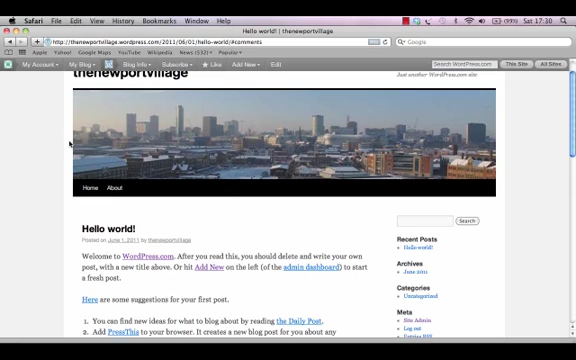 Safari File Edit View History Bookmarks Window Help
(99%) Sat 17:30
Hello world! | thenewportvillage
http://thenewportvillage.wordpress.com/2011/06/01/hello-world/#comments
Google
Apple Yahoo! Google Maps YouTube Wikipedia News (532) Popular
My Account My Blog Blog Info Subscribe Like Add New Edit
Search WordPress.com This Site All Sites
thenewportvillage
Just another WordPress.com site
Home About
Hello world!
Posted on June 1, 2011 by thenewportvillage
Welcome to WordPress.com. After you read this, you should delete and write your own
post, with a new title above. Or hit Add New on the left (of the admin dashboard) to start
a fresh post.
Here are some suggestions for your first post.
1. You can find new ideas for what to blog about by reading the Daily Post.
2. Add PressThis to your browser. It creates a new blog post for you about any
Search
Recent Posts
Hello world!
Archives
June 2011
Categories
Uncategorized
Meta
Site Admin
Log out
Entries RSS